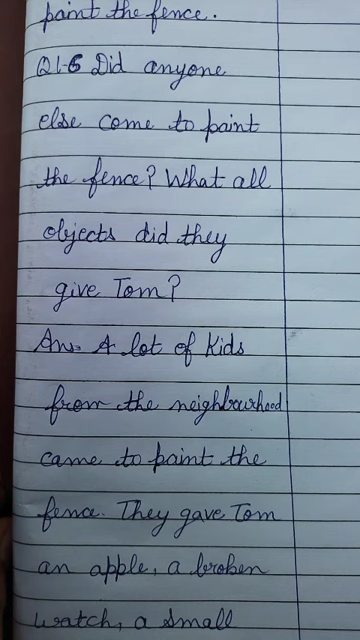 paint the fence.
Q1-6 Did anyone
else come to paint
the fence? What all
objects did they
give Tom?
Ans. A lot of Kids
from the neighbourhood
came to paint the
fence. They gave Tom
an apple, a broken
watch, a small